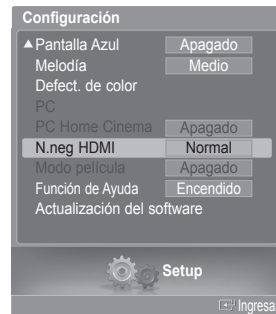 Configuración
▲ Pantalla Azul Apagado
Melodía Medio
Defect. de color
PC
PC Home Cinema Apagado
N.neg HDMI Normal
Modo película Apagado
Función de Ayuda Encendido
Actualización del software
Setup
Ingresa